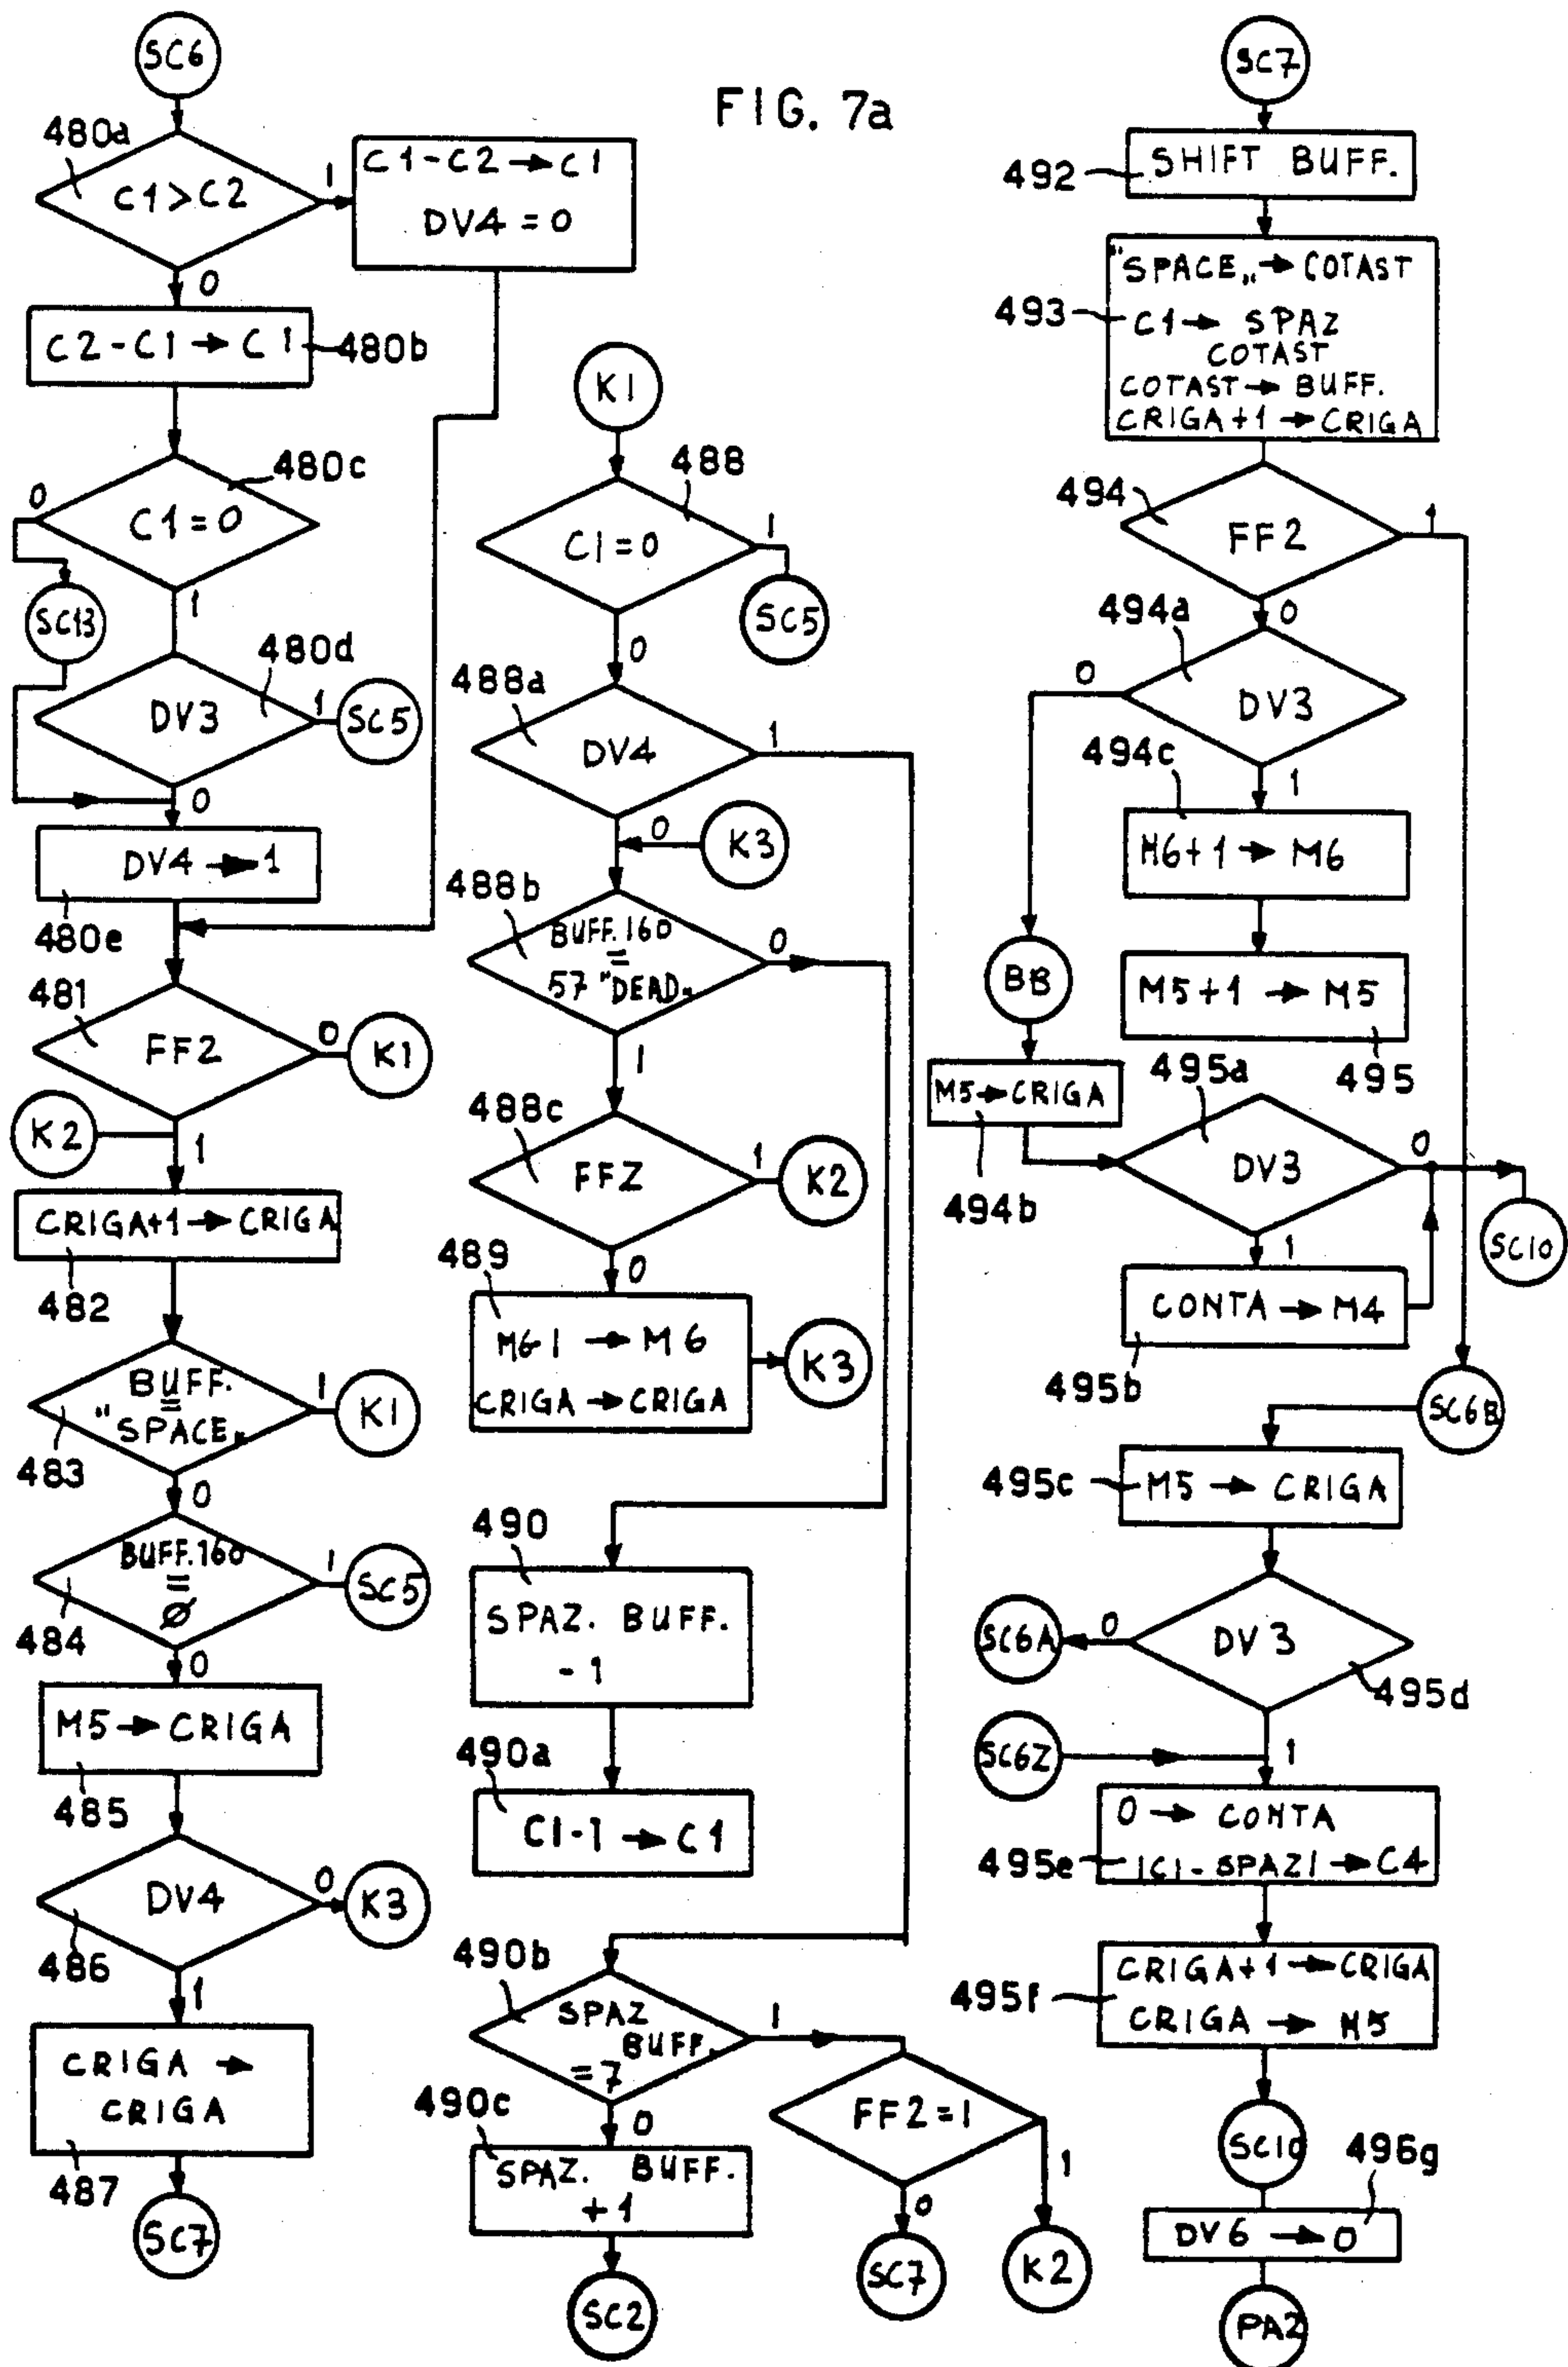 FIG. 7a
SC6
480a
C1>C2
1
C1-C2→C1
DV4=0
0
C2-C1→C1
480b
480c
0
C1=0
SC13
1
480d
DV3
1
SC5
0
DV4→1
480e
481
FF2
0
K1
K2
1
CRIGA+1→CRIGA
482
BUFF.
=
"SPACE„
1
K1
483
0
BUFF.160
=
Ø
1
SC5
484
0
M5→CRIGA
485
DV4
0
K3
486
1
CRIGA→
CRIGA
487
SC7
K1
488
C1=0
1
SC5
0
488a
DV4
1
0
K3
488b
BUFF.160
=
57 "DEAD„
0
1
488c
FF2
1
K2
0
489
M6-1→M6
CRIGA→CRIGA
K3
490
SPAZ. BUFF.
-1
490a
C1-1→C1
490b
SPAZ
BUFF.
=7
1
0
490c
SPAZ. BUFF.
+1
SC2
FF2=1
1
0
SC7
K2
SC7
492
SHIFT BUFF.
493
"SPACE„→COTAST
C1→SPAZ
COTAST
COTAST→BUFF.
CRIGA+1→CRIGA
494
FF2
1
0
494a
0
DV3
494c
1
M6+1→M6
BB
M5+1→M5
495
M5→CRIGA
494b
495a
DV3
0
SC10
1
CONTA→M4
495b
SC6B
495c
M5→CRIGA
SC6A
0
DV3
495d
SC6Z
1
0→CONTA
495e
|C1-SPAZ|→C4
495f
CRIGA+1→CRIGA
CRIGA→M5
SC10
496g
DV6→0
PA2